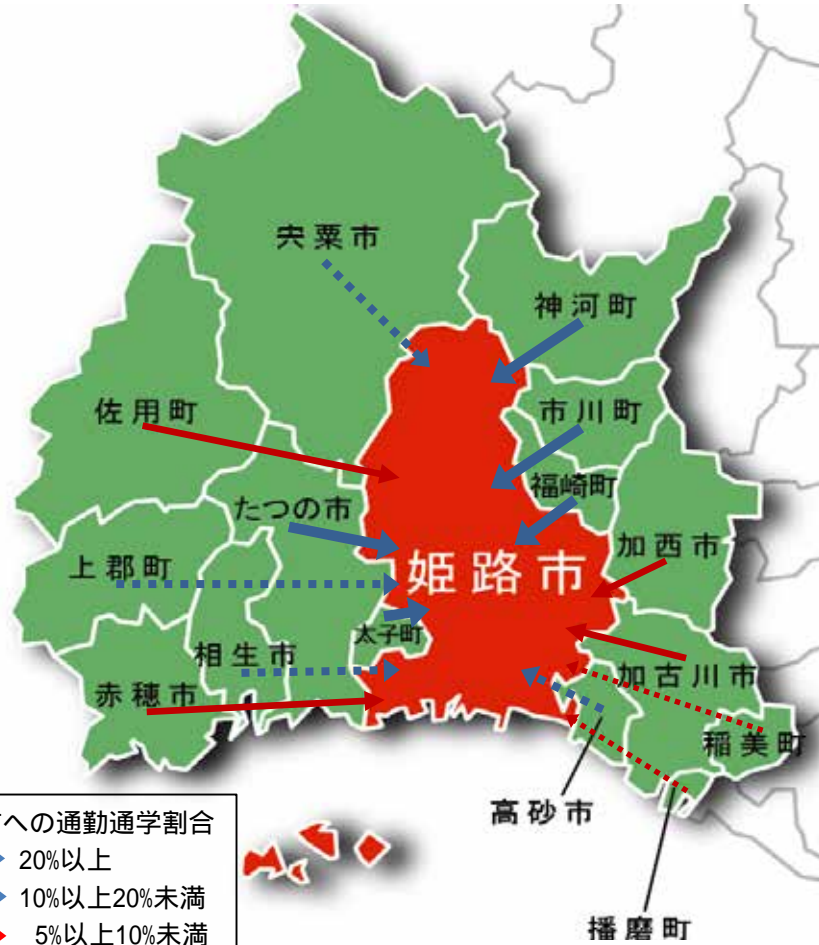 宍粟市
神河町
佐用町
市川町
福崎町
たつの市
加西市
姫路市
上郡町
太子町
相生市
加古川市
赤穂市
稲美町
高砂市
への通勤通学割合
20%以上
10%以上20%未満
5%以上10%未満
播磨町